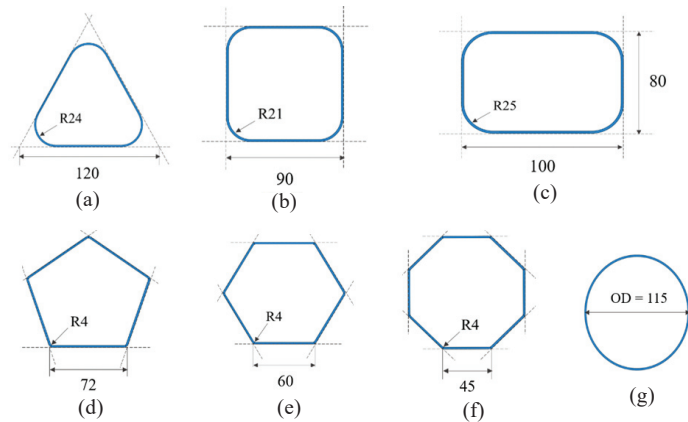 R24
120
(a)
R21
90
(b)
R25
80
100
(c)
R4
72
(d)
R4
60
(e)
R4
45
(f)
OD = 115
(g)